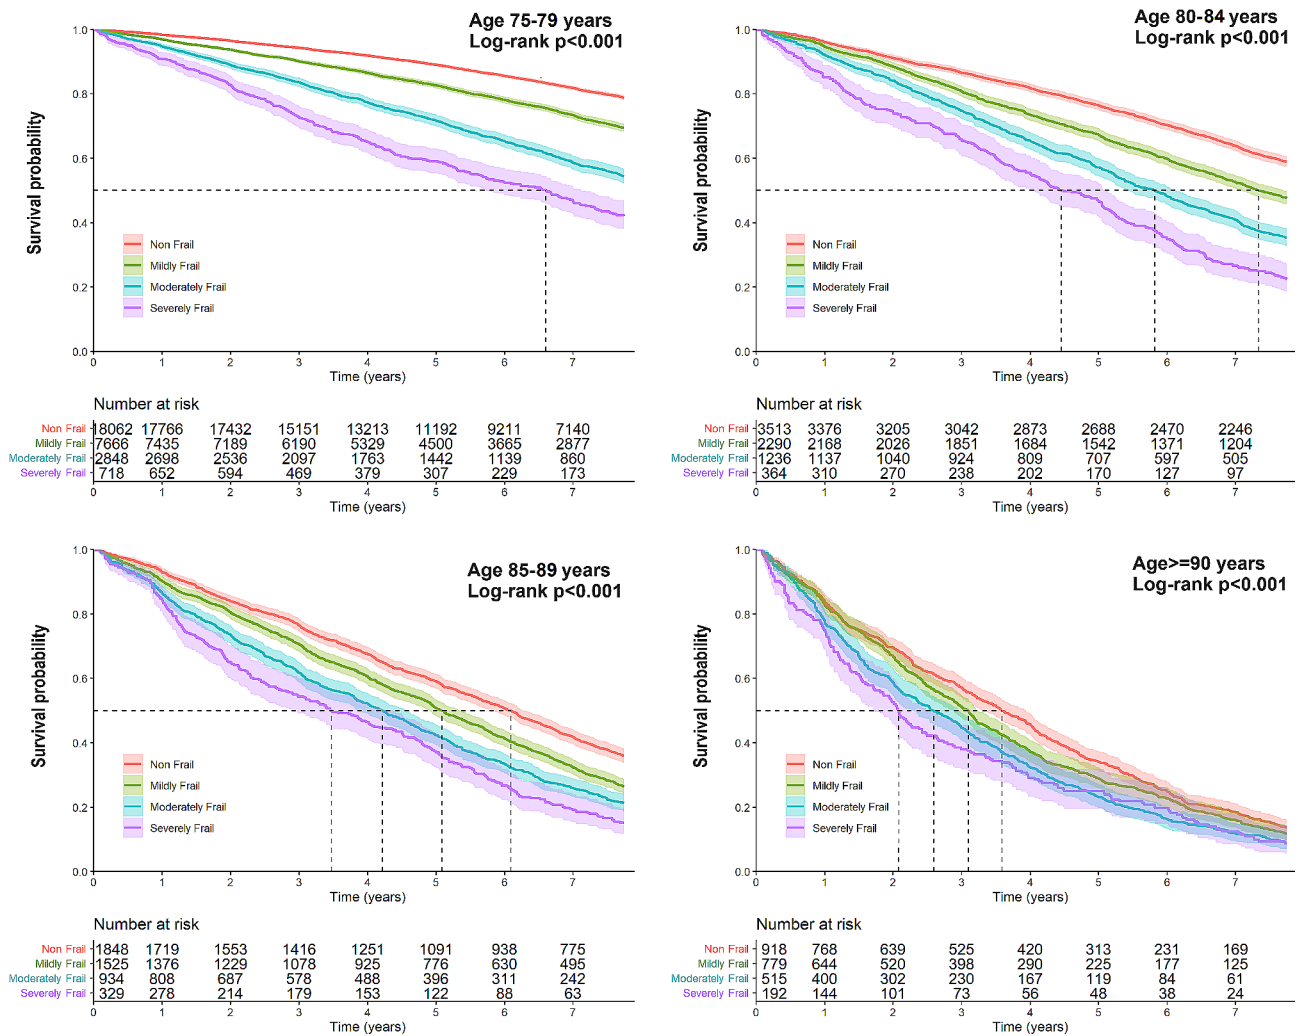 Age 75-79 years
Log-rank p<0.001
Survival probability
1.0
0.8
0.6
0.4
0.2
0.0
Non Frail
Mildly Frail
Moderately Frail
Severely Frail
0 1 2 3 4 5 6 7
Time (years)
Number at risk
Non Frail 18062 17766 17432 15151 13213 11192 9211 7140
Mildly Frail 7666 7435 7189 6190 5329 4500 3665 2877
Moderately Frail 2848 2698 2536 2097 1763 1442 1139 860
Severely Frail 718 652 594 469 379 307 229 173
0 1 2 3 4 5 6 7
Time (years)
Age 80-84 years
Log-rank p<0.001
Survival probability
1.0
0.8
0.6
0.4
0.2
0.0
Non Frail
Mildly Frail
Moderately Frail
Severely Frail
0 1 2 3 4 5 6 7
Time (years)
Number at risk
Non Frail 3513 3376 3205 3042 2873 2688 2470 2246
Mildly Frail 2290 2168 2026 1851 1684 1542 1371 1204
Moderately Frail 1236 1137 1040 924 809 707 597 505
Severely Frail 364 310 270 238 202 170 127 97
0 1 2 3 4 5 6 7
Time (years)
Age 85-89 years
Log-rank p<0.001
Survival probability
1.0
0.8
0.6
0.4
0.2
0.0
Non Frail
Mildly Frail
Moderately Frail
Severely Frail
0 1 2 3 4 5 6 7
Time (years)
Number at risk
Non Frail 1848 1719 1553 1416 1251 1091 938 775
Mildly Frail 1525 1376 1229 1078 925 776 630 495
Moderately Frail 934 808 687 578 488 396 311 242
Severely Frail 329 278 214 179 153 122 88 63
0 1 2 3 4 5 6 7
Time (years)
Age>=90 years
Log-rank p<0.001
Survival probability
1.0
0.8
0.6
0.4
0.2
0.0
Non Frail
Mildly Frail
Moderately Frail
Severely Frail
0 1 2 3 4 5 6 7
Time (years)
Number at risk
Non Frail 918 768 639 525 420 313 231 169
Mildly Frail 779 644 520 398 290 225 177 125
Moderately Frail 515 400 302 230 167 119 84 61
Severely Frail 192 144 101 73 56 48 38 24
0 1 2 3 4 5 6 7
Time (years)